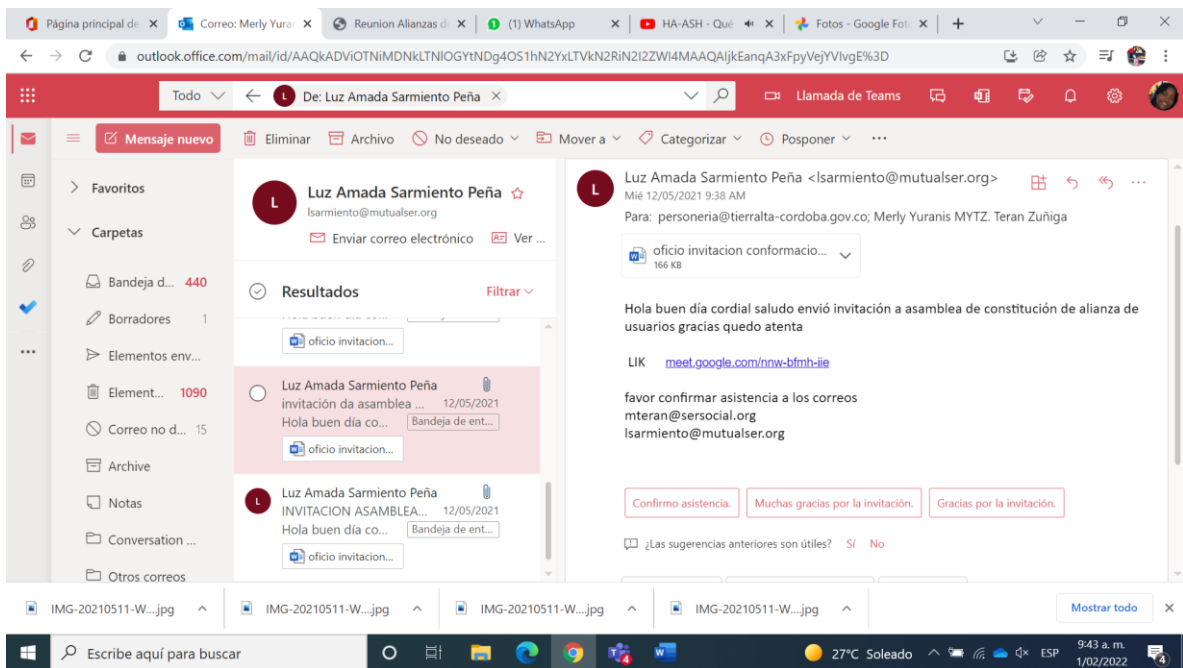 Página principal de
Correo: Merly Yuran
Reunion Alianzas d
(1) WhatsApp
HA-ASH - Qué
Fotos - Google Fot
outlook.office.com/mail/id/AAQkADViOTNiMDNkLTNlOGYtNDg4OS1hN2YxLTVkN2RiN2I2ZWI4MAAQAIjkEanqA3xFpyVejYVIvgE%3D
Todo
L
De: Luz Amada Sarmiento Peña
Llamada de Teams
Mensaje nuevo
Eliminar
Archivo
No deseado
Mover a
Categorizar
Posponer
Favoritos
Carpetas
Bandeja d... 440
Borradores 1
Elementos env...
Element... 1090
Correo no d... 15
Archive
Notas
Conversation ...
Otros correos
L
Luz Amada Sarmiento Peña
lsarmiento@mutualser.org
Enviar correo electrónico
Ver ...
Resultados
Filtrar
oficio invitacion...
Luz Amada Sarmiento Peña
invitación da asamblea ... 12/05/2021
Hola buen día co... Bandeja de ent...
oficio invitacion...
L
Luz Amada Sarmiento Peña
INVITACION ASAMBLEA... 12/05/2021
Hola buen día co... Bandeja de ent...
oficio invitacion...
L
Luz Amada Sarmiento Peña <lsarmiento@mutualser.org>
Mié 12/05/2021 9:38 AM
Para: personeria@tierralta-cordoba.gov.co; Merly Yuranis MYTZ. Teran Zuñiga
oficio invitacion conformacio...
166 KB
Hola buen día cordial saludo envió invitación a asamblea de constitución de alianza de
usuarios gracias quedo atenta
LIK meet.google.com/nnw-bfmh-iie
favor confirmar asistencia a los correos
mteran@sersocial.org
lsarmiento@mutualser.org
Confirmo asistencia.
Muchas gracias por la invitación.
Gracias por la invitación.
¿Las sugerencias anteriores son útiles? Sí No
IMG-20210511-W....jpg
IMG-20210511-W....jpg
IMG-20210511-W....jpg
IMG-20210511-W....jpg
Mostrar todo
Escribe aquí para buscar
27°C Soleado
ESP
9:43 a. m.
1/02/2022
4